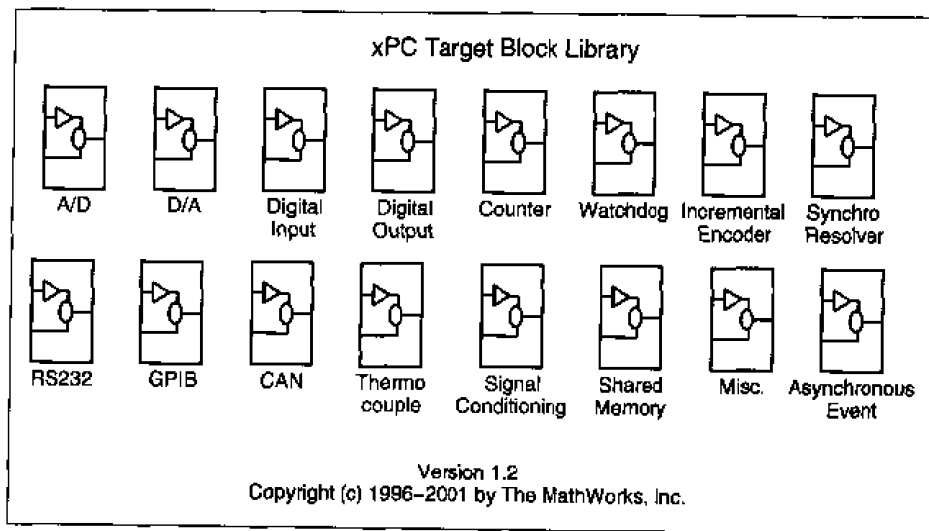 xPC Target Block Library
A/D
D/A
Digital
Input
Digital
Output
Counter
Watchdog
Incremental
Encoder
Synchro
Resolver
RS232
GPIB
CAN
Thermo
couple
Signal
Conditioning
Shared
Memory
Misc.
Asynchronous
Event
Version 1.2
Copyright (c) 1996–2001 by The MathWorks, Inc.